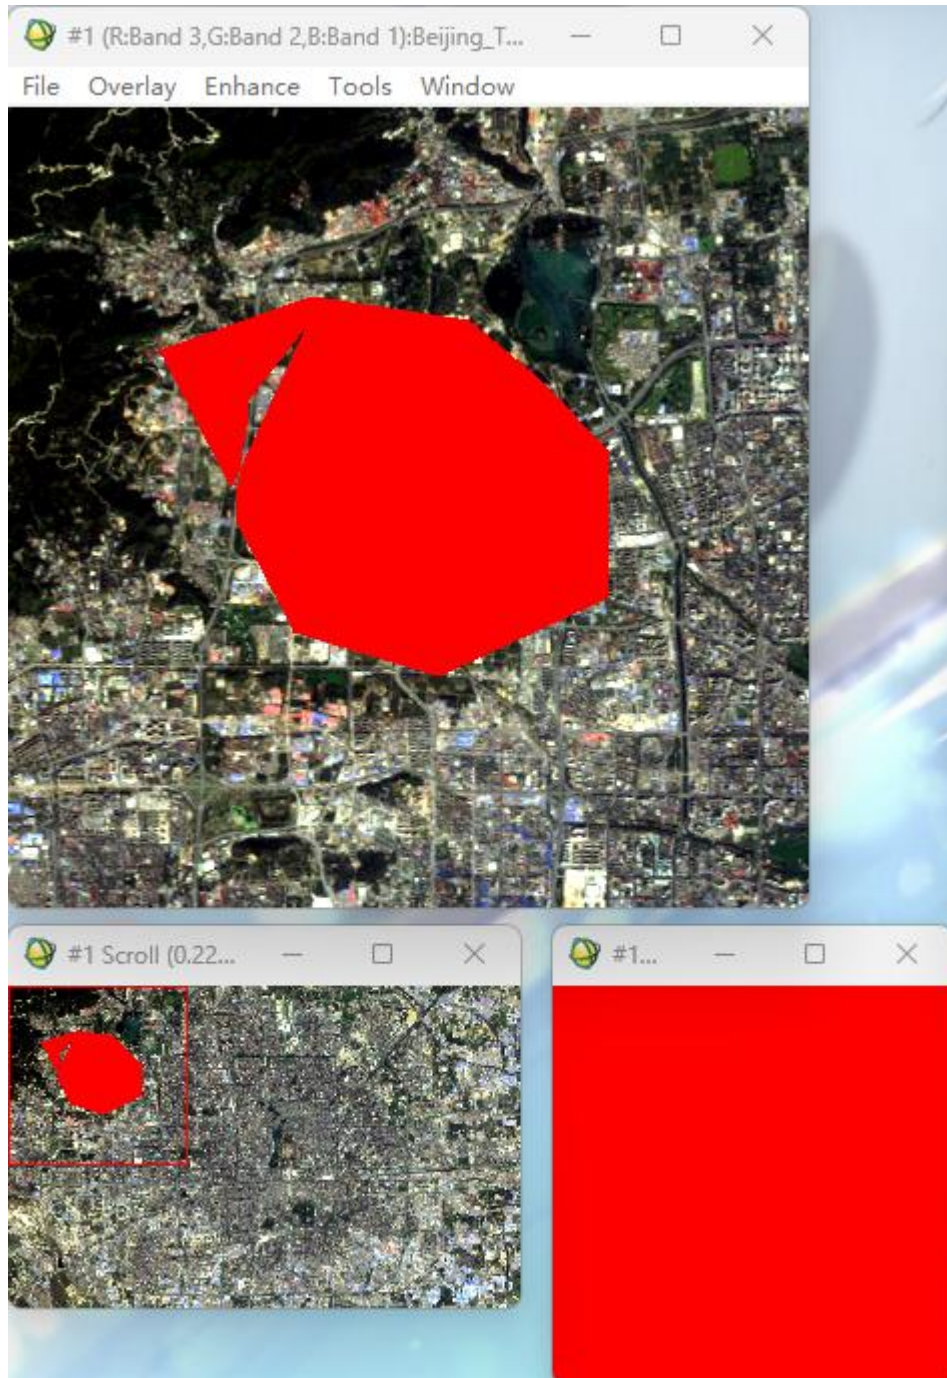 #1 (R:Band 3,G:Band 2,B:Band 1):Beijing_T...
File Overlay Enhance Tools Window
#1 Scroll (0.22...
#1...